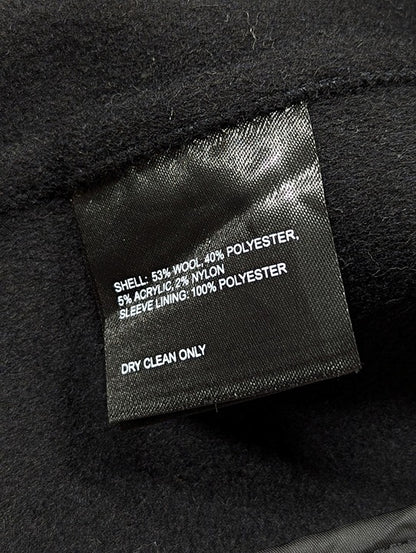 SHELL: 53% WOOL, 40% POLYESTER,
5% ACRYLIC, 2% NYLON
SLEEVE LINING: 100% POLYESTER
DRY CLEAN ONLY